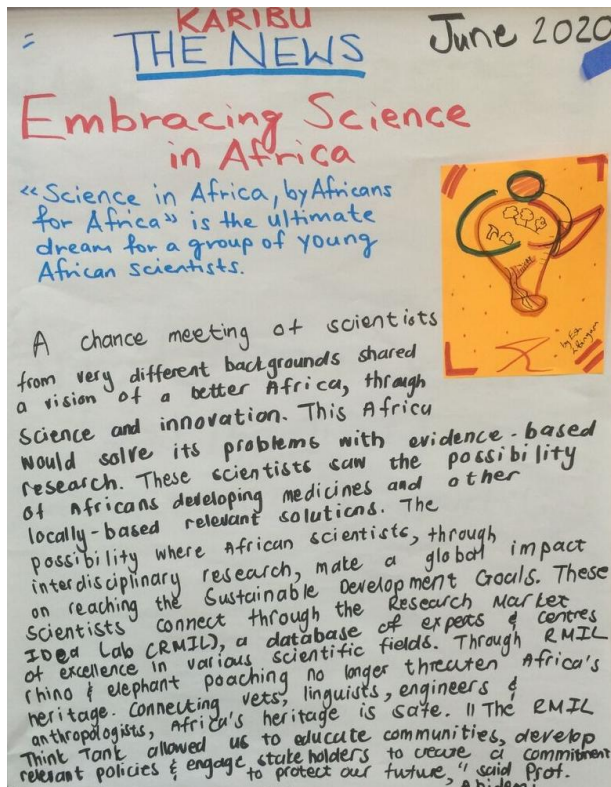 KARIBU
THE NEWS
June 2020
Embracing Science
in Africa
"Science in Africa, by Africans
for Africa" is the ultimate
dream for a group of young
African scientists.
A chance meeting of scientists
from very different backgrounds shared
a vision of a better Africa, through
science and innovation. This Africa
would solve its problems with evidence-based
research. These scientists saw the possibility
of Africans developing medicines and other
locally-based relevant solutions. The
possibility where African scientists, through
interdisciplinary research, make a global impact
on reaching the Sustainable Development Goals. These
Scientists connect through the Research Market
IDea Lab (RMIL), a database of experts & centres
of excellence in various scientific fields. Through RMIL
rhino & elephant poaching no longer threaten Africa's
heritage. Connecting vets, linguists, engineers &
anthropologists, Africa's heritage is safe. "The RMIL
Think Tank allowed us to educate communities, develop
relevant policies & engage stakeholders to create a commitment
to protect our future," said Prof.
by